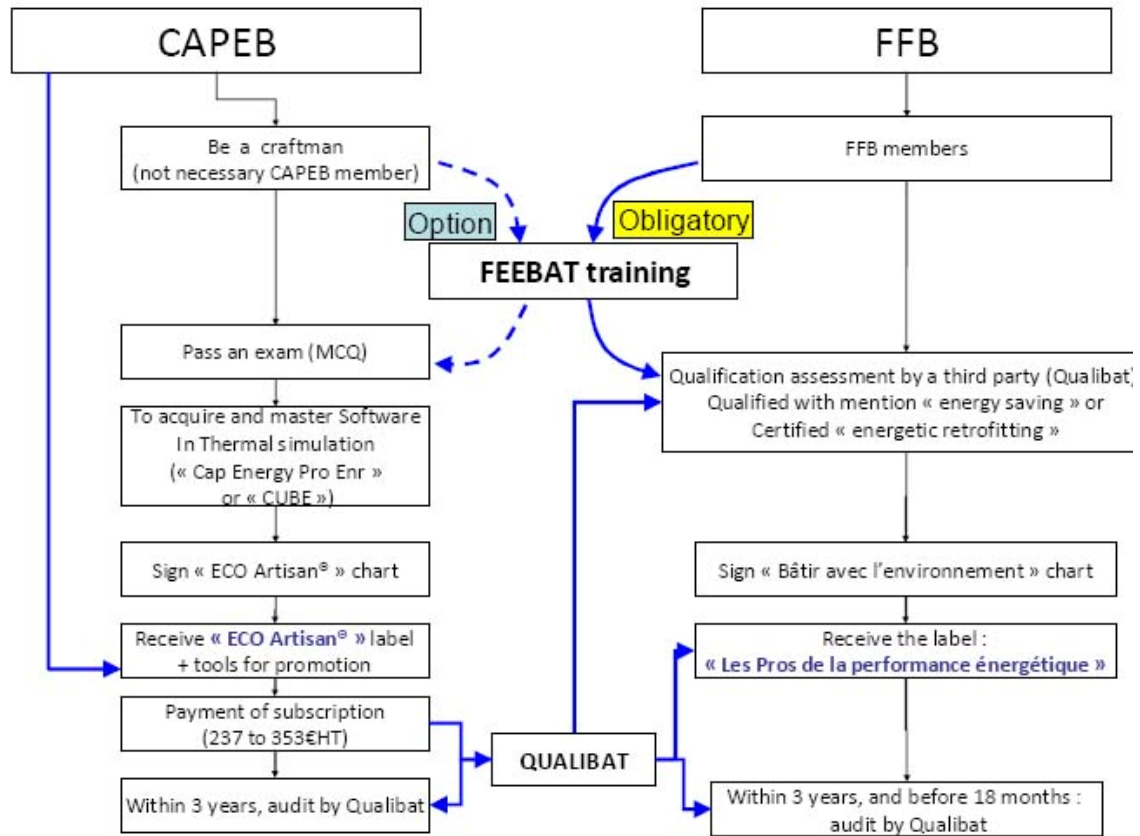 CAPEB
FFB
Be a craftman
(not necessary CAPEB member)
FFB members
Option
Obligatory
FEEBAT training
Pass an exam (MCQ)
Qualification assessment by a third party (Qualibat)
Qualified with mention « energy saving » or
Certified « energetic retrofitting »
To acquire and master Software
In Thermal simulation
(« Cap Energy Pro Enr »
or « CUBE »)
Sign « ECO Artisan® » chart
Sign « Bâtir avec l’environnement » chart
Receive « ECO Artisan® » label
+ tools for promotion
Receive the label :
« Les Pros de la performance énergétique »
Payment of subscription
(237 to 353€HT)
QUALIBAT
Within 3 years, audit by Qualibat
Within 3 years, and before 18 months :
audit by Qualibat